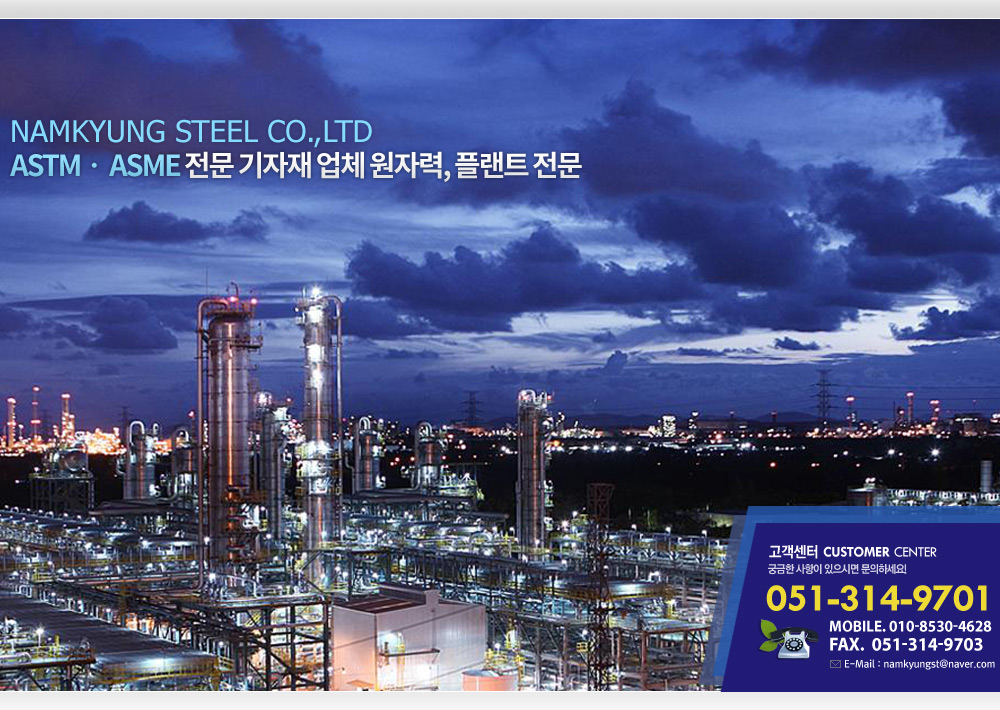 NAMKYUNG STEEL CO.,LTD
ASTM · ASME 전문 기자재 업체 원자력, 플랜트 전문
고객센터 CUSTOMER CENTER
궁금한 사항이 있으시면 문의하세요!
051-314-9701
MOBILE. 010-8530-4628
FAX. 051-314-9703
E-Mail : namkyungst@naver.com